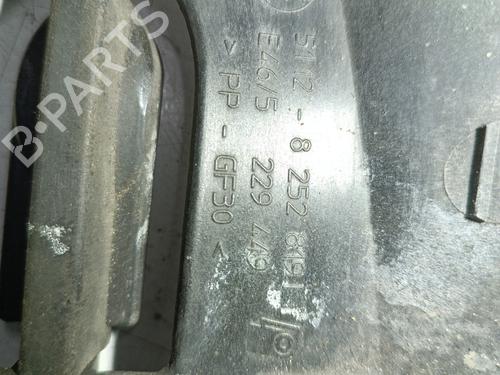 B-PARTS
5112 - 8 252 819
E46/5 229 449
> PP - GF30 <